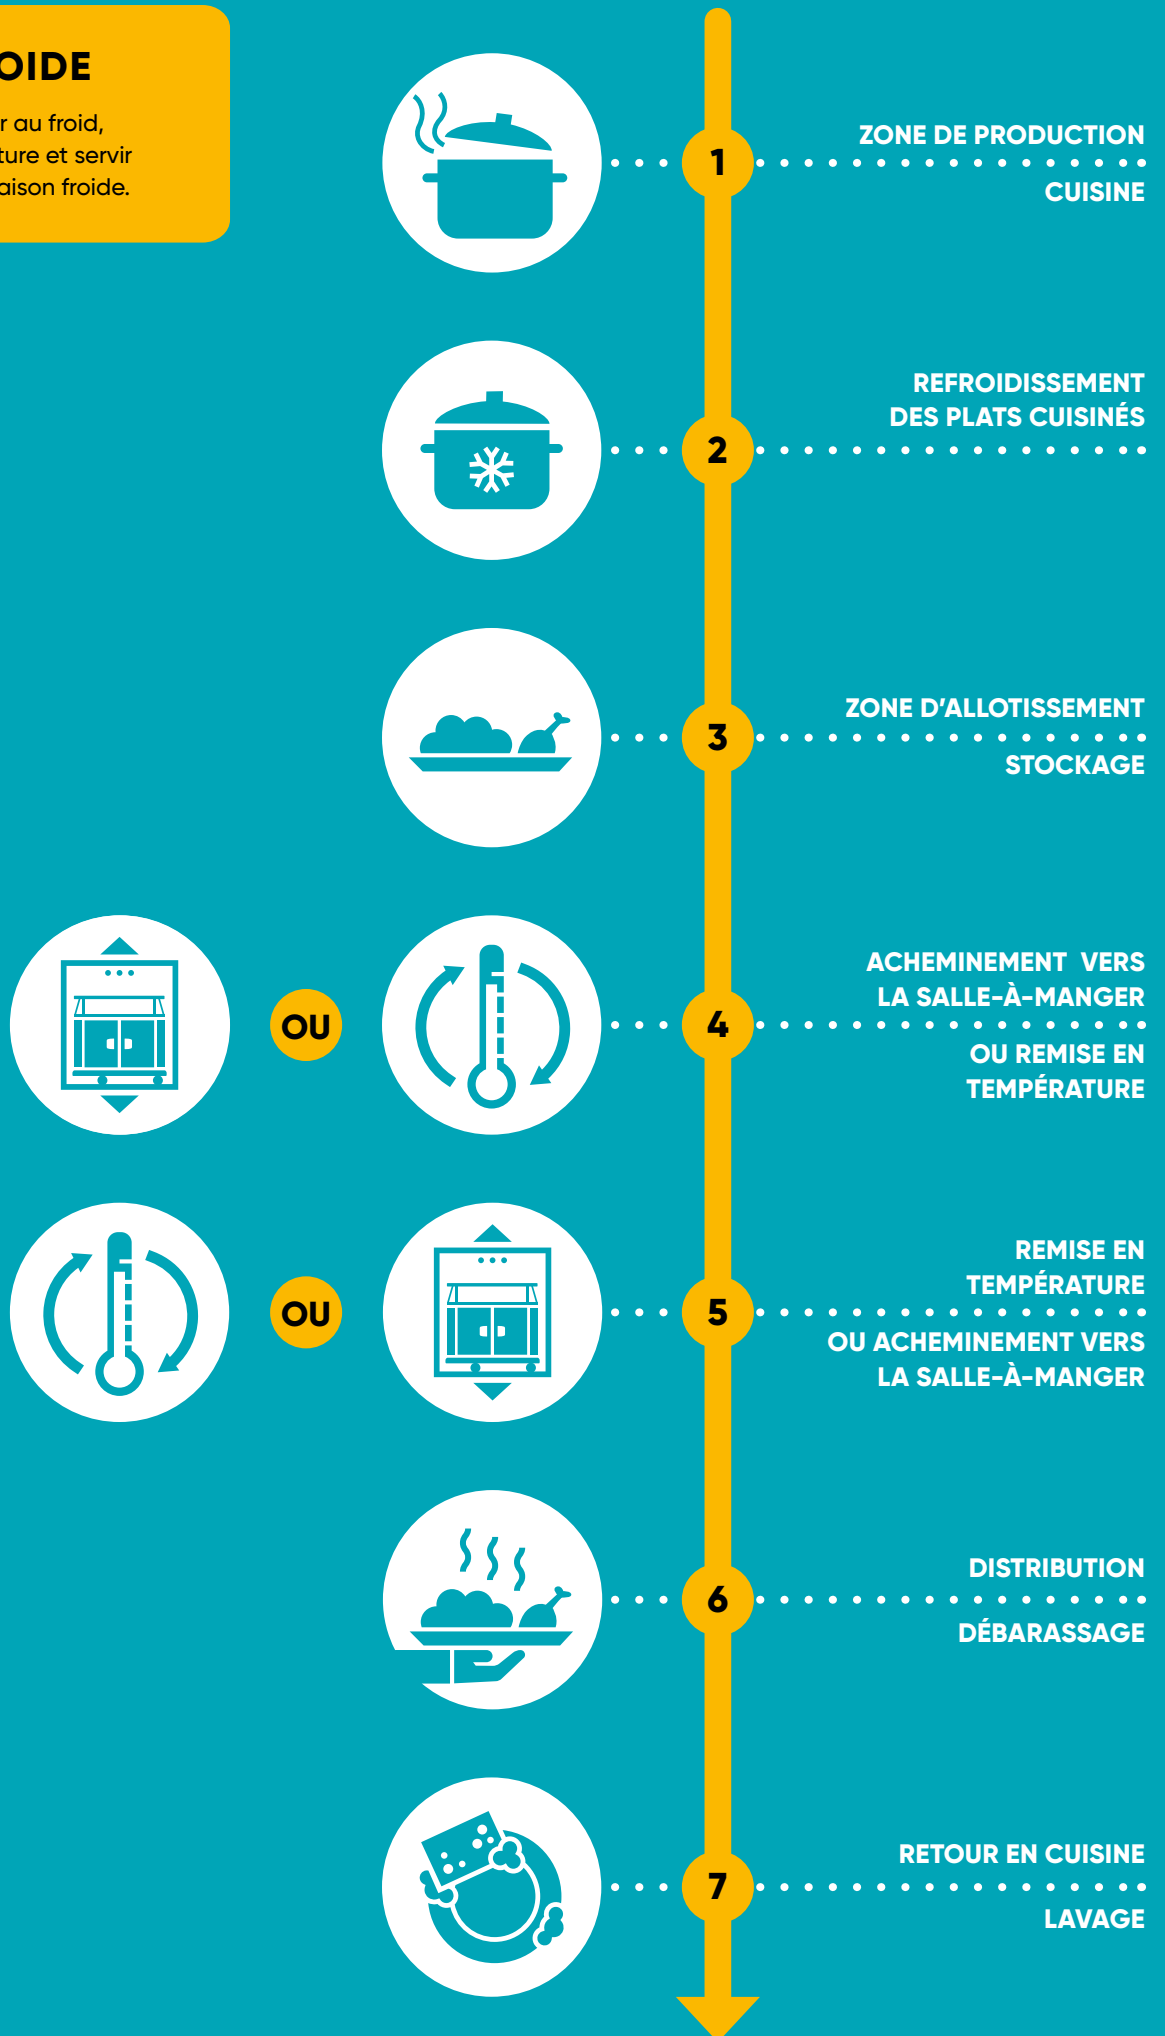 OIDE
r au froid,
ture et servir
aison froide.
1
ZONE DE PRODUCTION
CUISINE
2
REFROIDISSEMENT
DES PLATS CUISINÉS
3
ZONE D'ALLOTISSEMENT
STOCKAGE
OU
4
ACHEMINEMENT VERS
LA SALLE-À-MANGER
OU REMISE EN
TEMPÉRATURE
OU
5
REMISE EN
TEMPÉRATURE
OU ACHEMINEMENT VERS
LA SALLE-À-MANGER
6
DISTRIBUTION
DÉBARASSAGE
7
RETOUR EN CUISINE
LAVAGE